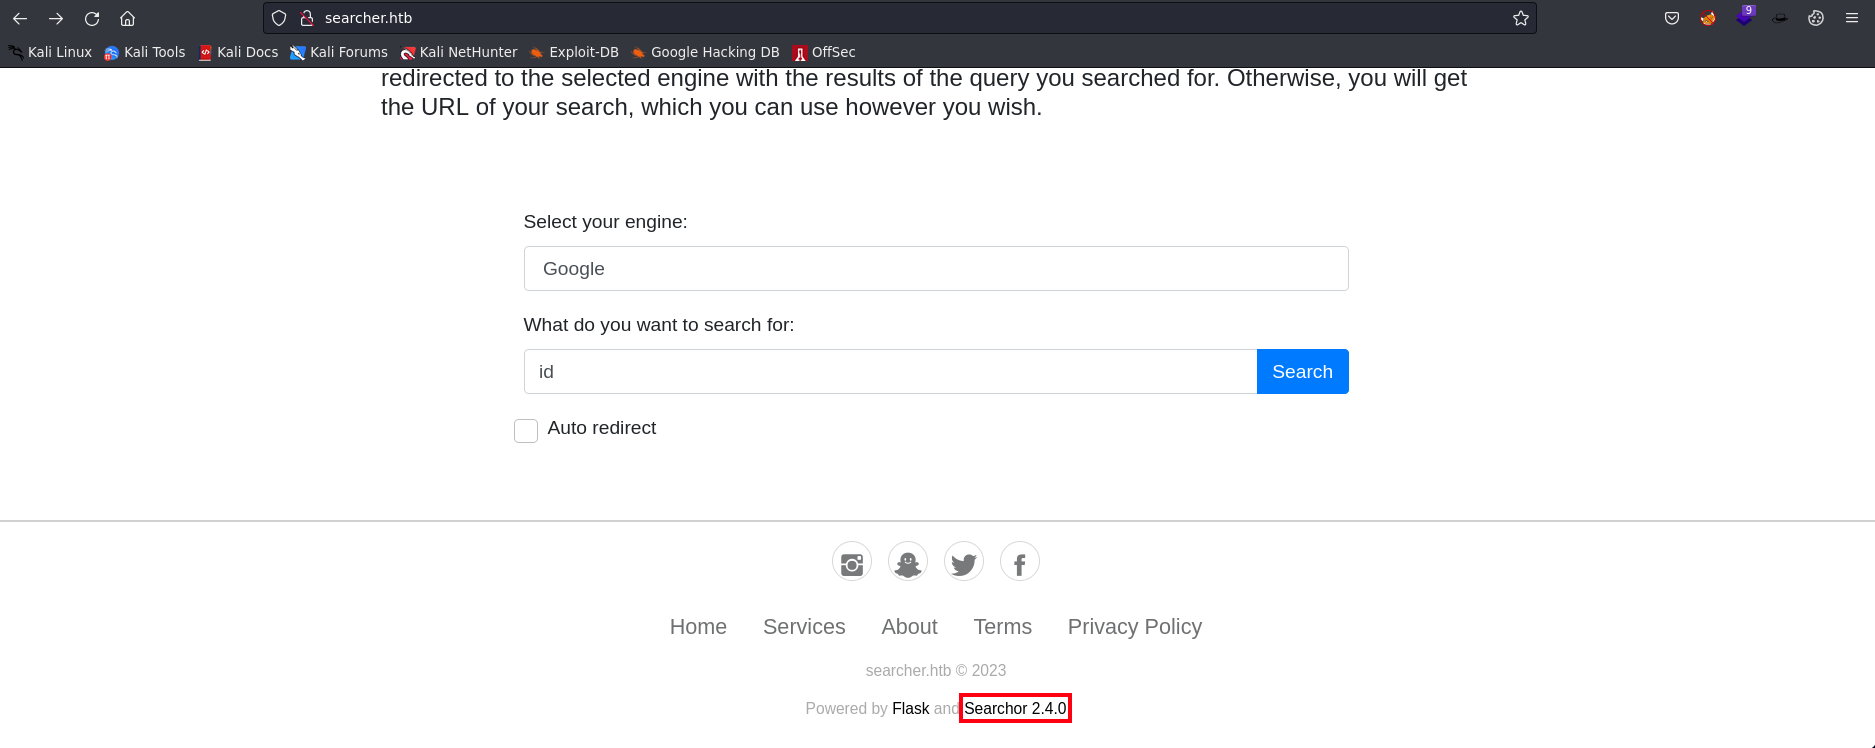 searcher.htb
9
Kali Linux Kali Tools Kali Docs Kali Forums Kali NetHunter Exploit-DB Google Hacking DB OffSec
redirected to the selected engine with the results of the query you searched for. Otherwise, you will get
the URL of your search, which you can use however you wish.
Select your engine:
Google
What do you want to search for:
id
Search
Auto redirect
Home Services About Terms Privacy Policy
searcher.htb © 2023
Powered by Flask and Searchor 2.4.0